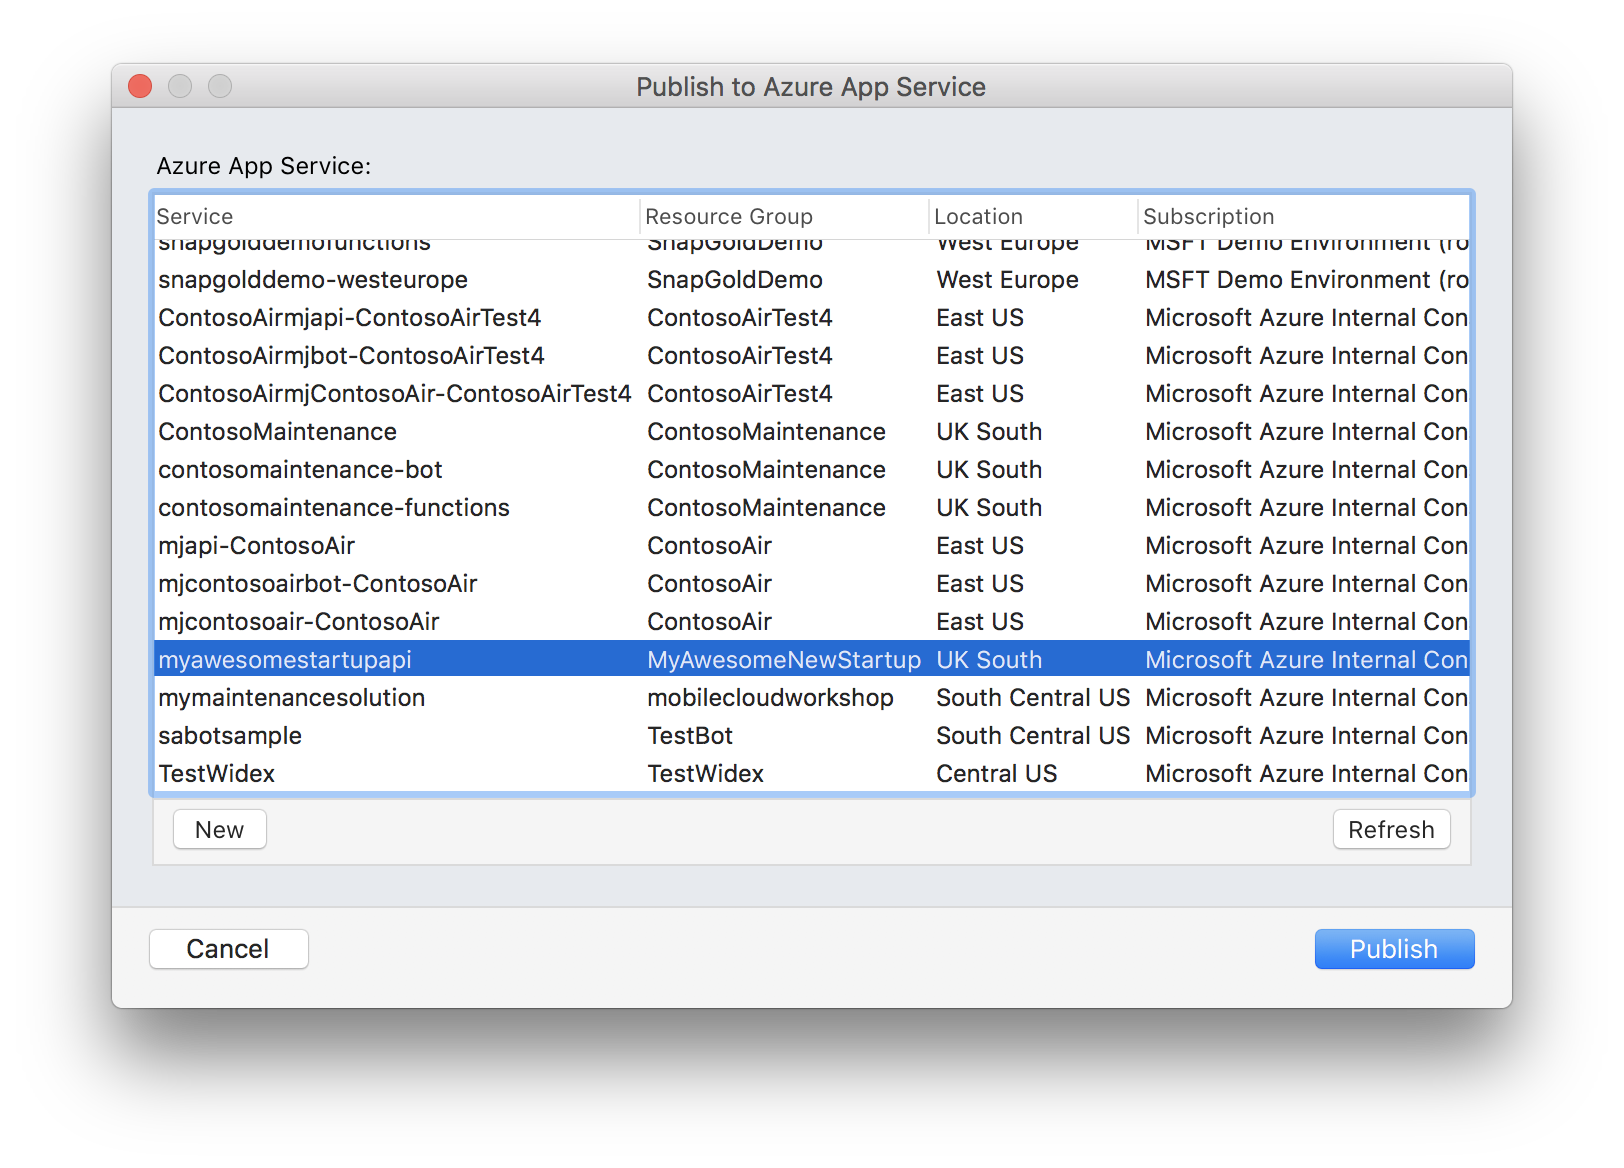 Publish to Azure App Service
Azure App Service:
Service Resource Group Location Subscription
snapgolddemofunctions SnapGoldDemo West Europe MSFT Demo Environment (ro
snapgolddemo-westeurope SnapGoldDemo West Europe MSFT Demo Environment (ro
ContosoAirmjapi-ContosoAirTest4 ContosoAirTest4 East US Microsoft Azure Internal Con
ContosoAirmjbot-ContosoAirTest4 ContosoAirTest4 East US Microsoft Azure Internal Con
ContosoAirmjContosoAir-ContosoAirTest4 ContosoAirTest4 East US Microsoft Azure Internal Con
ContosoMaintenance ContosoMaintenance UK South Microsoft Azure Internal Con
contosomaintenance-bot ContosoMaintenance UK South Microsoft Azure Internal Con
contosomaintenance-functions ContosoMaintenance UK South Microsoft Azure Internal Con
mjapi-ContosoAir ContosoAir East US Microsoft Azure Internal Con
mjcontosoairbot-ContosoAir ContosoAir East US Microsoft Azure Internal Con
mjcontosoair-ContosoAir ContosoAir East US Microsoft Azure Internal Con
myawesomestartupapi MyAwesomeNewStartup UK South Microsoft Azure Internal Con
mymaintenancesolution mobilecloudworkshop South Central US Microsoft Azure Internal Con
sabotsample TestBot South Central US Microsoft Azure Internal Con
TestWidex TestWidex Central US Microsoft Azure Internal Con
New Refresh
Cancel Publish